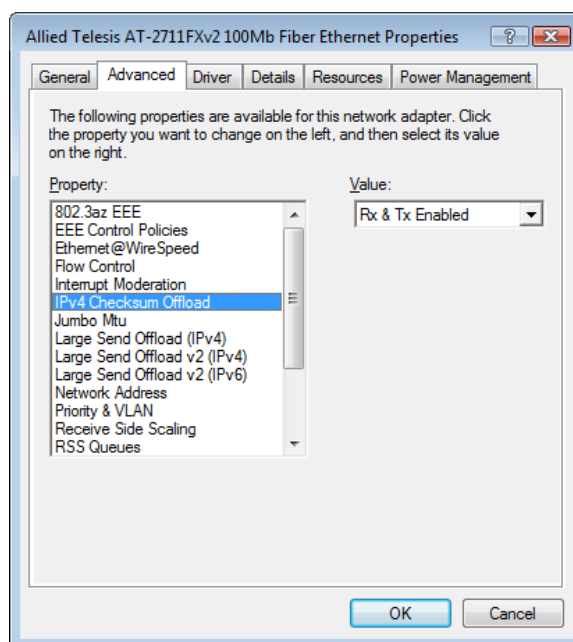 Allied Telesis AT-2711FXv2 100Mb Fiber Ethernet Properties
General Advanced Driver Details Resources Power Management
The following properties are available for this network adapter. Click
the property you want to change on the left, and then select its value
on the right.
Property:
802.3az EEE
EEE Control Policies
Ethernet@WireSpeed
Flow Control
Interrupt Moderation
IPv4 Checksum Offload
Jumbo Mtu
Large Send Offload (IPv4)
Large Send Offload v2 (IPv4)
Large Send Offload v2 (IPv6)
Network Address
Priority & VLAN
Receive Side Scaling
RSS Queues
Value:
Rx & Tx Enabled
OK Cancel